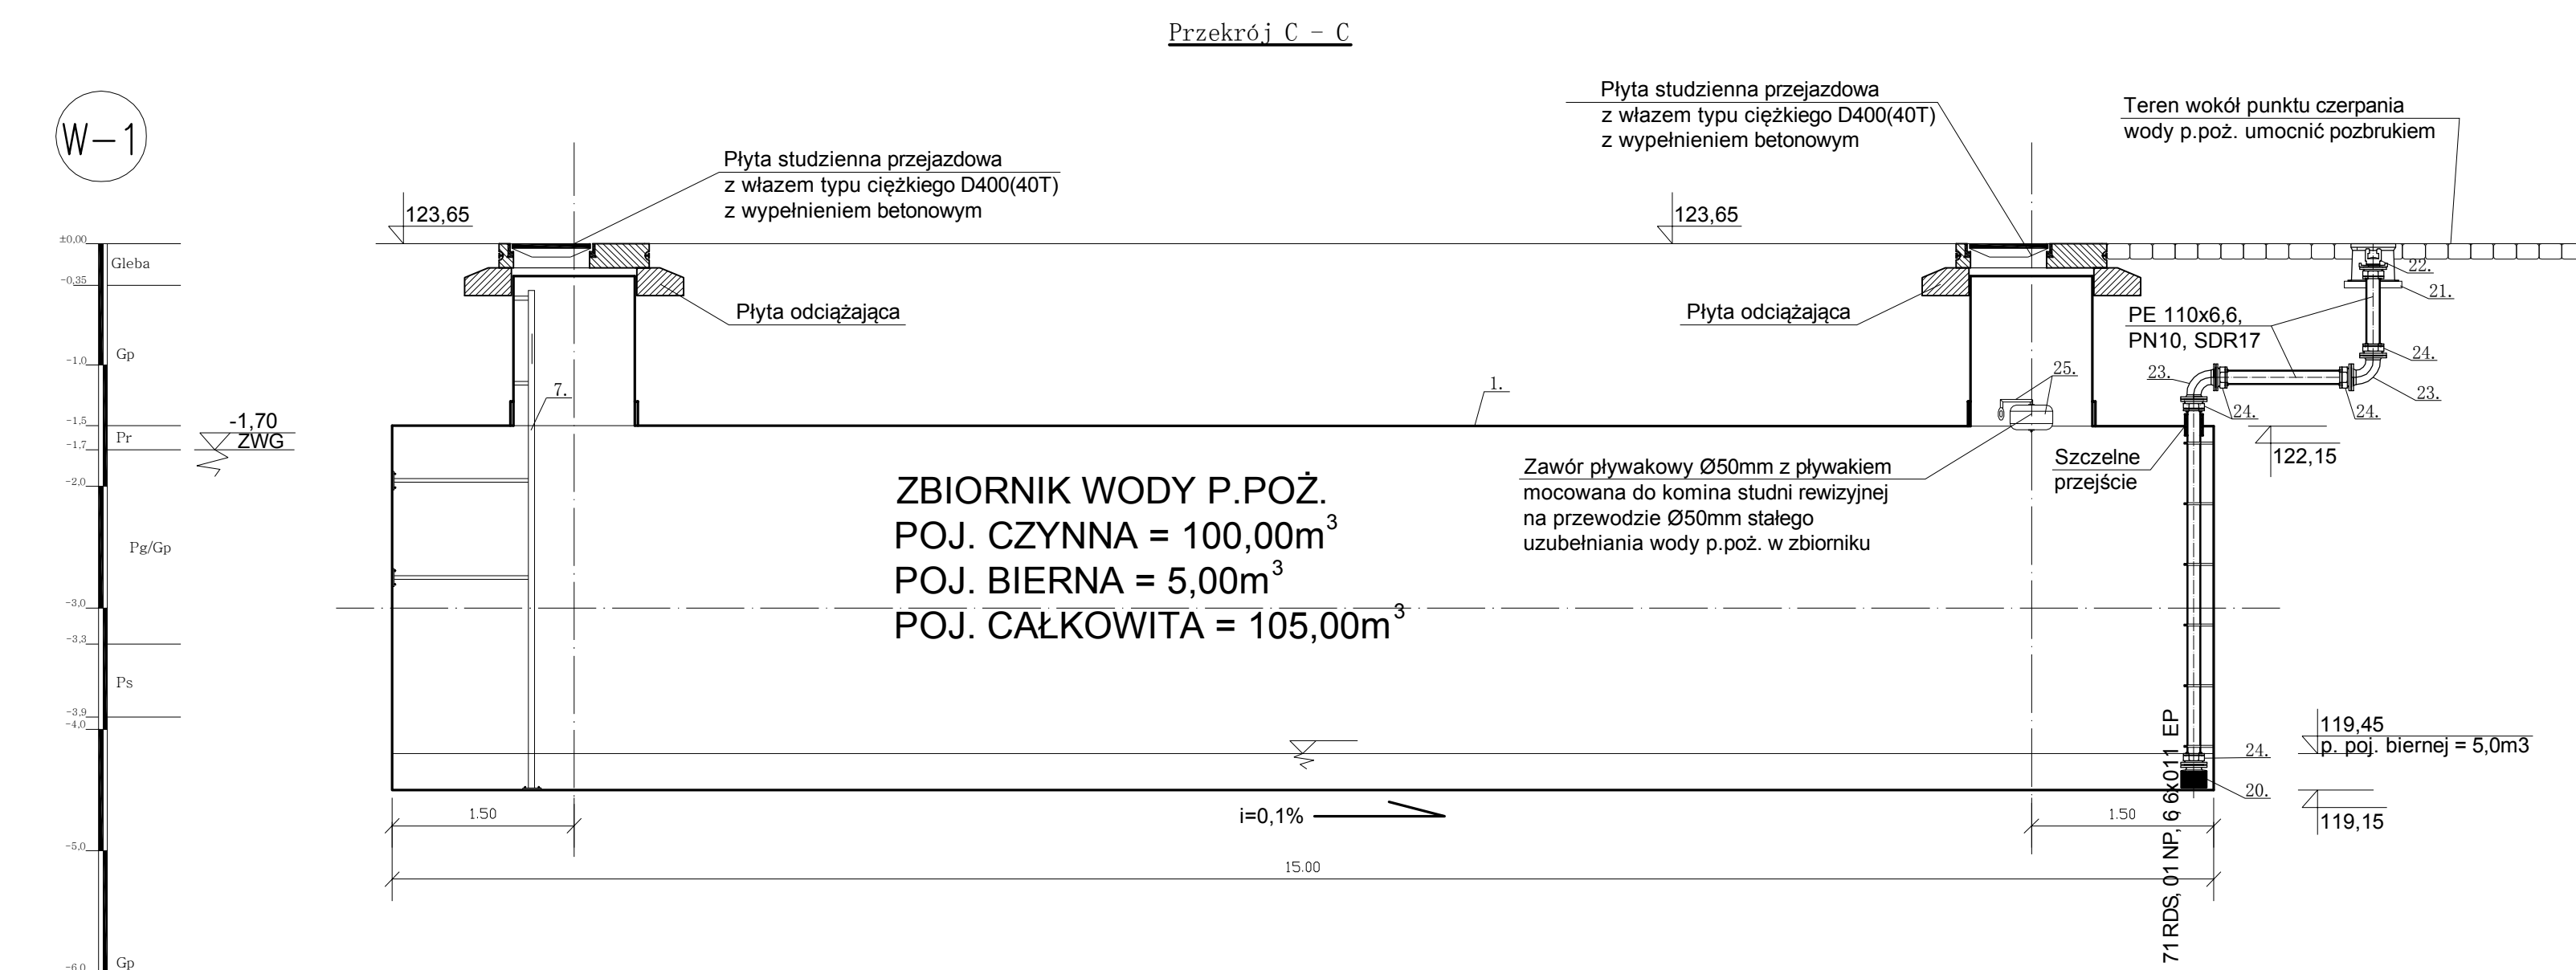 Przekrój C - C
W-1
Płyta studzienna przejazdowa
z włazem typu ciężkiego D400(40T)
z wypełnieniem betonowym
Płyta studzienna przejazdowa
z włazem typu ciężkiego D400(40T)
z wypełnieniem betonowym
Teren wokół punktu czerpania
wody p.poż. umocnić pozbrukiem
123,65
123,65
±0,00
Gleba
-0,35
Gp
-1,0
-1,5
Pr
-1,7
-2,0
Pg/Gp
-3,0
-3,3
Ps
-3,9
-4,0
-5,0
Gp
-6,0
-1,70
ZWG
Płyta odciążająca
Płyta odciążająca
7.
1.
25.
22.
21.
PE 110x6,6,
PN10, SDR17
24.
23.
23.
24.
24.
Szczelne
przejście
122,15
Zawór pływakowy Ø50mm z pływakiem
mocowana do komina studni rewizyjnej
na przewodzie Ø50mm stałego
uzubełniania wody p.poż. w zbiorniku
ZBIORNIK WODY P.POŻ.
POJ. CZYNNA = 100,00m³
POJ. BIERNA = 5,00m³
POJ. CAŁKOWITA = 105,00m³
119,45
p. poj. biernej = 5,0m3
24.
20.
119,15
1.50
i=0,1%
1.50
15.00
71RDS, 01NP, 6,6x011 EP